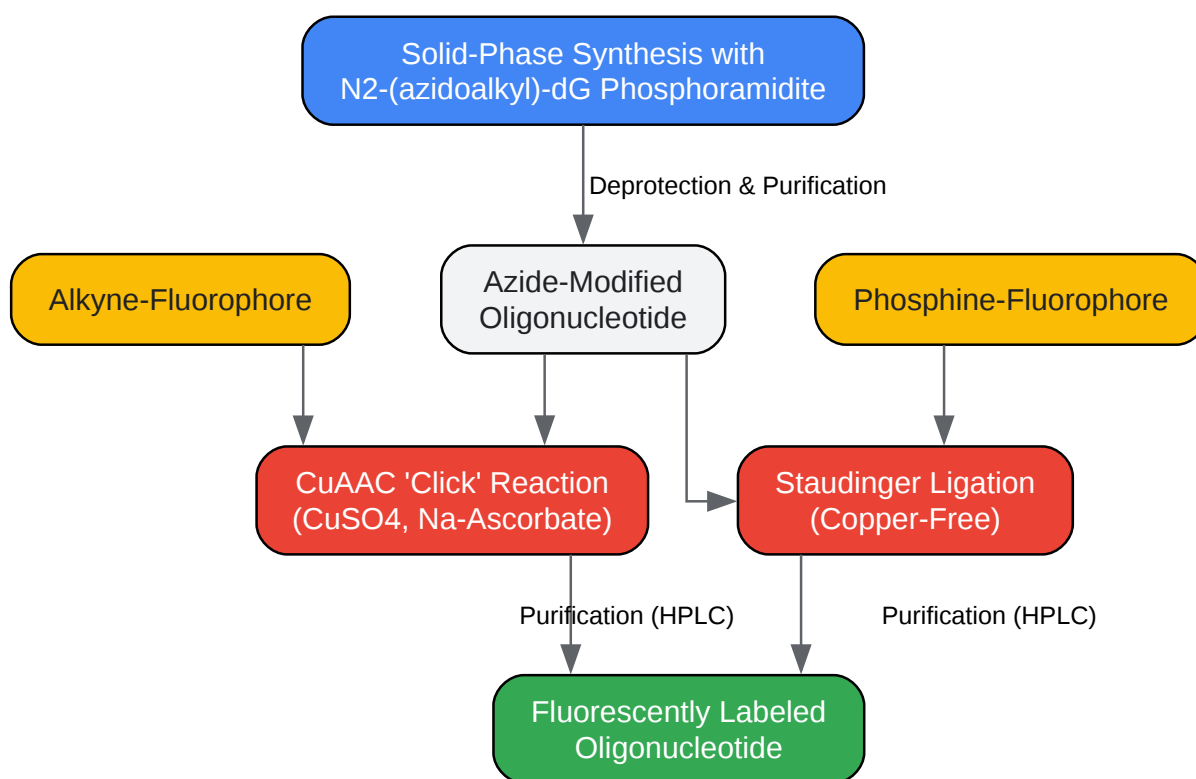 Solid-Phase Synthesis with
N2-(azidoalkyl)-dG Phosphoramidite
Deprotection & Purification
Alkyne-Fluorophore
Azide-Modified
Oligonucleotide
Phosphine-Fluorophore
CuAAC 'Click' Reaction
(CuSO4, Na-Ascorbate)
Staudinger Ligation
(Copper-Free)
Purification (HPLC)
Purification (HPLC)
Fluorescently Labeled
Oligonucleotide